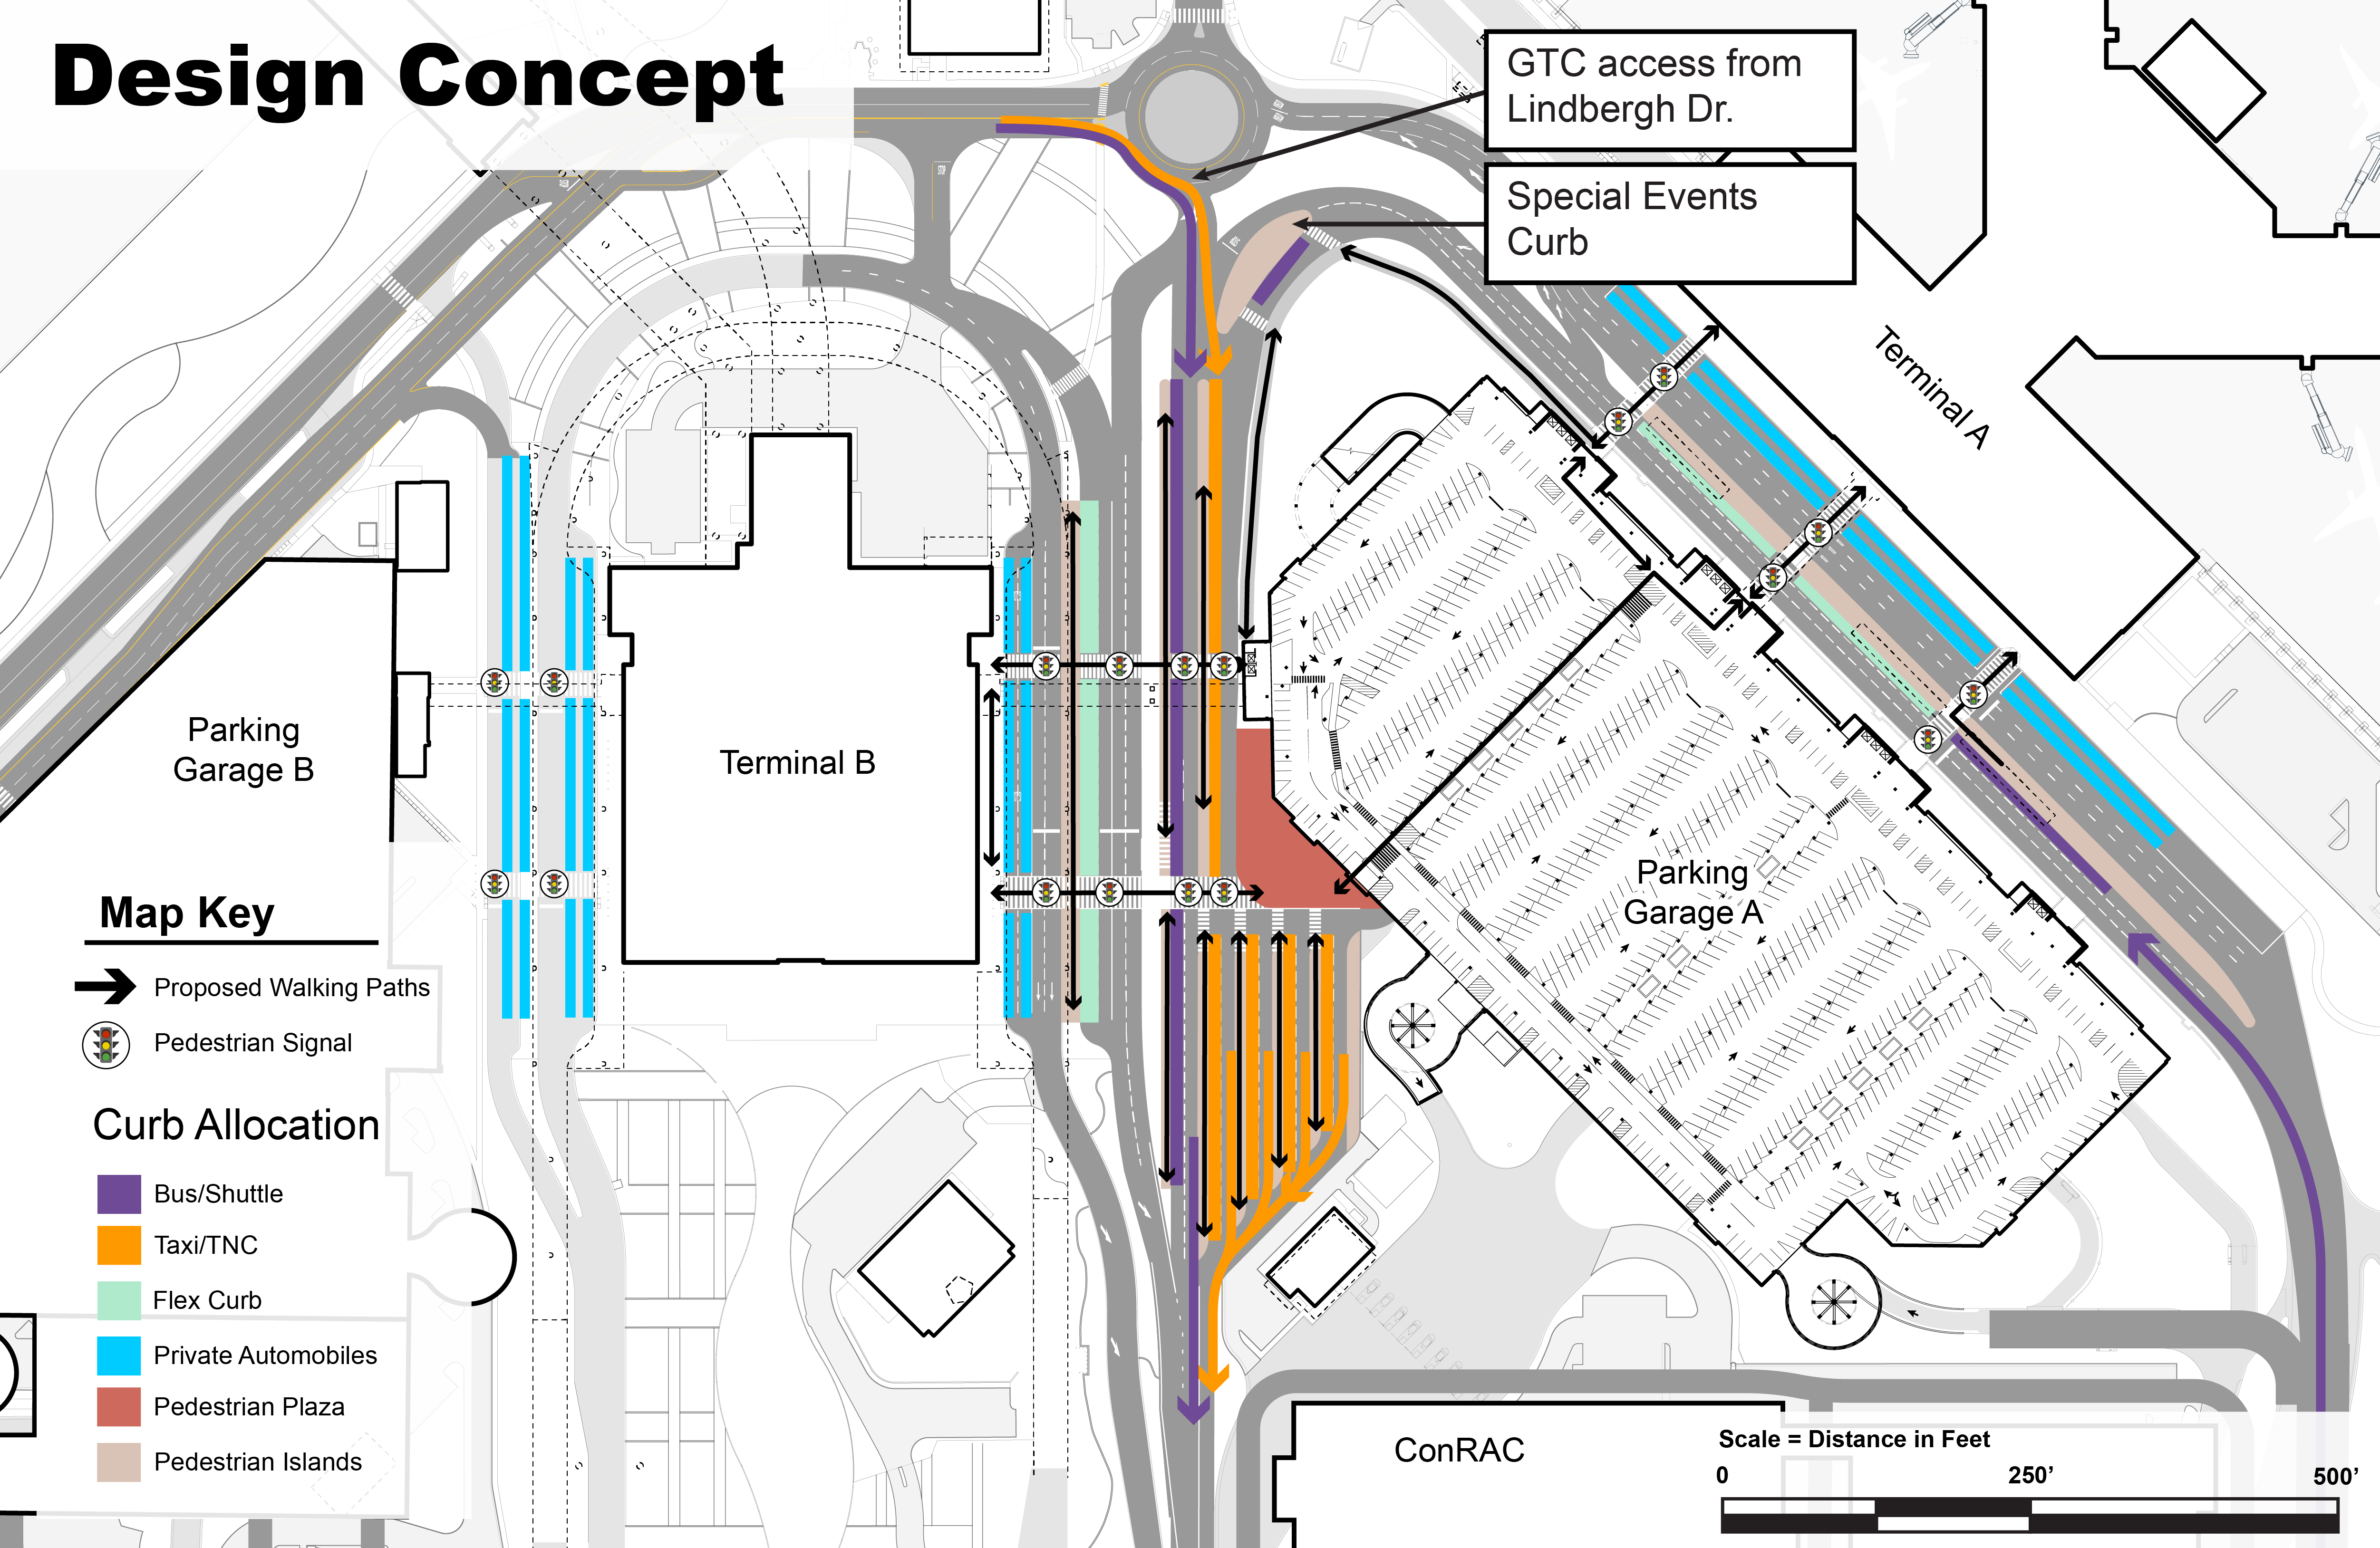 Design Concept
GTC access from
Lindbergh Dr.
Special Events
Curb
Terminal A
Parking
Garage B
Terminal B
Parking
Garage A
Map Key
Proposed Walking Paths
Pedestrian Signal
Curb Allocation
Bus/Shuttle
Taxi/TNC
Flex Curb
Private Automobiles
Pedestrian Plaza
Pedestrian Islands
ConRAC
Scale = Distance in Feet
0 250’ 500’